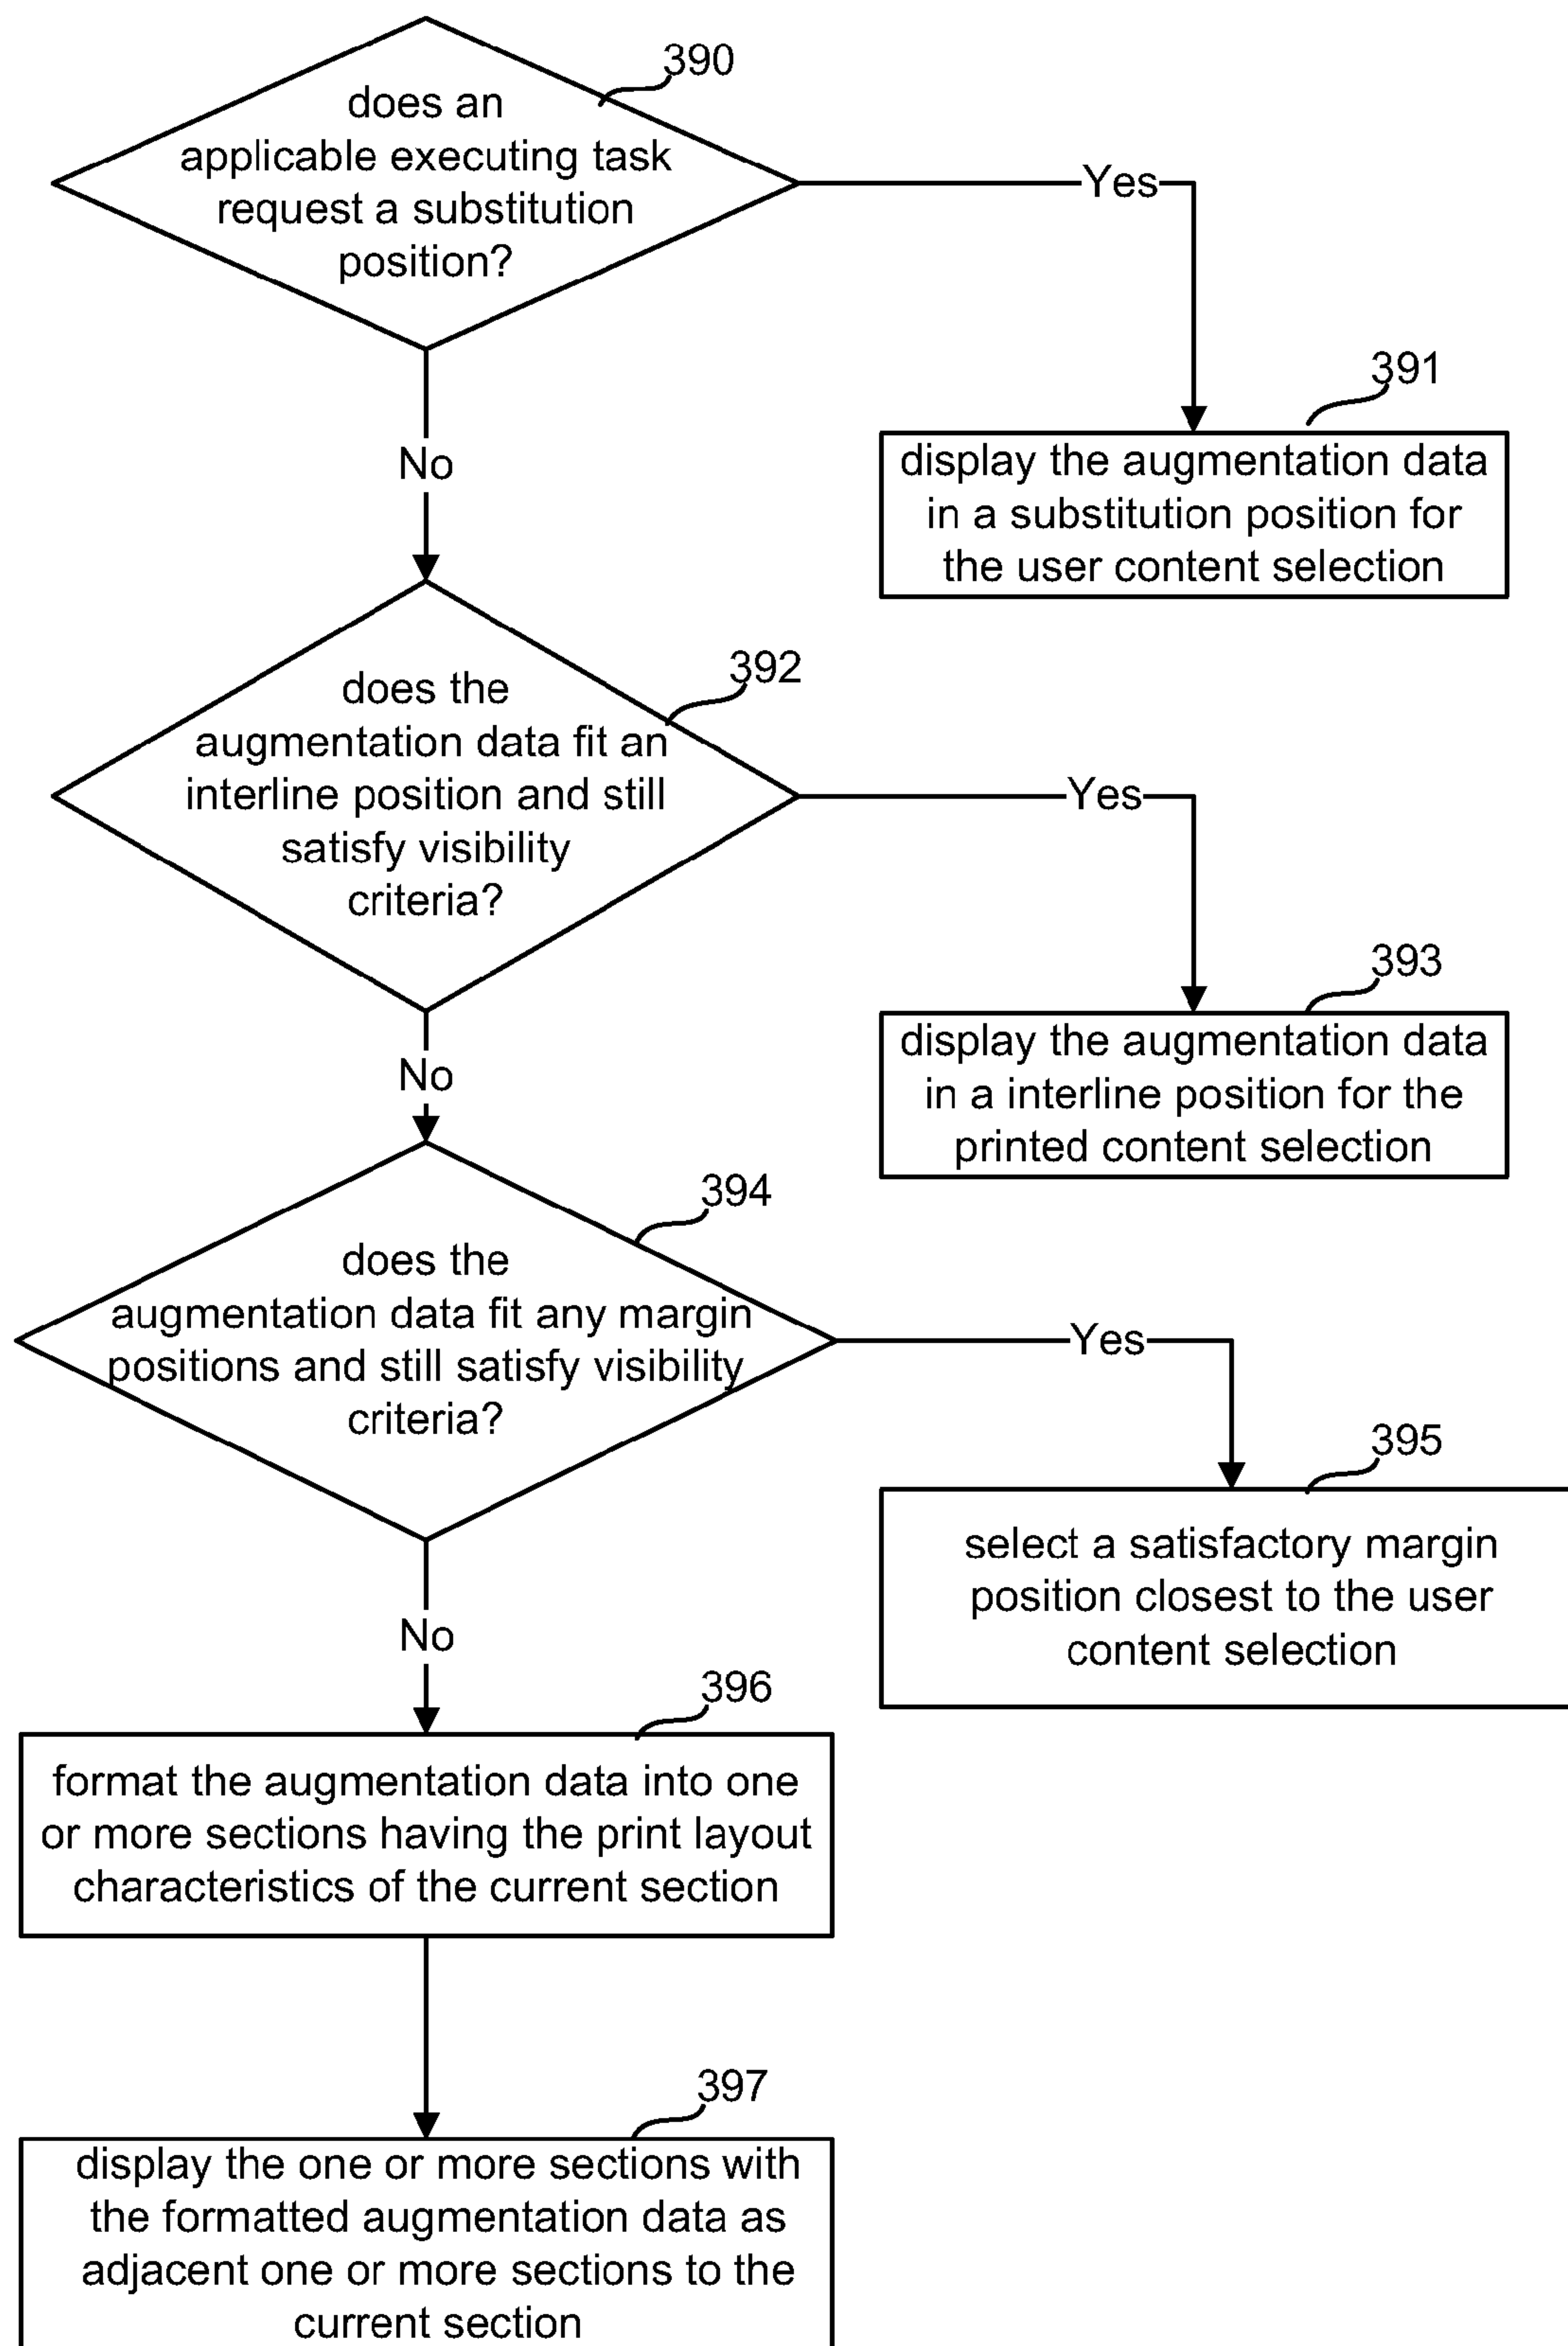 390
does an
applicable executing task
request a substitution
position?
Yes
391
display the augmentation data
in a substitution position for
the user content selection
No
392
does the
augmentation data fit an
interline position and still
satisfy visibility
criteria?
Yes
393
display the augmentation data
in a interline position for the
printed content selection
No
394
does the
augmentation data fit any margin
positions and still satisfy visibility
criteria?
Yes
395
select a satisfactory margin
position closest to the user
content selection
No
396
format the augmentation data into one
or more sections having the print layout
characteristics of the current section
397
display the one or more sections with
the formatted augmentation data as
adjacent one or more sections to the
current section